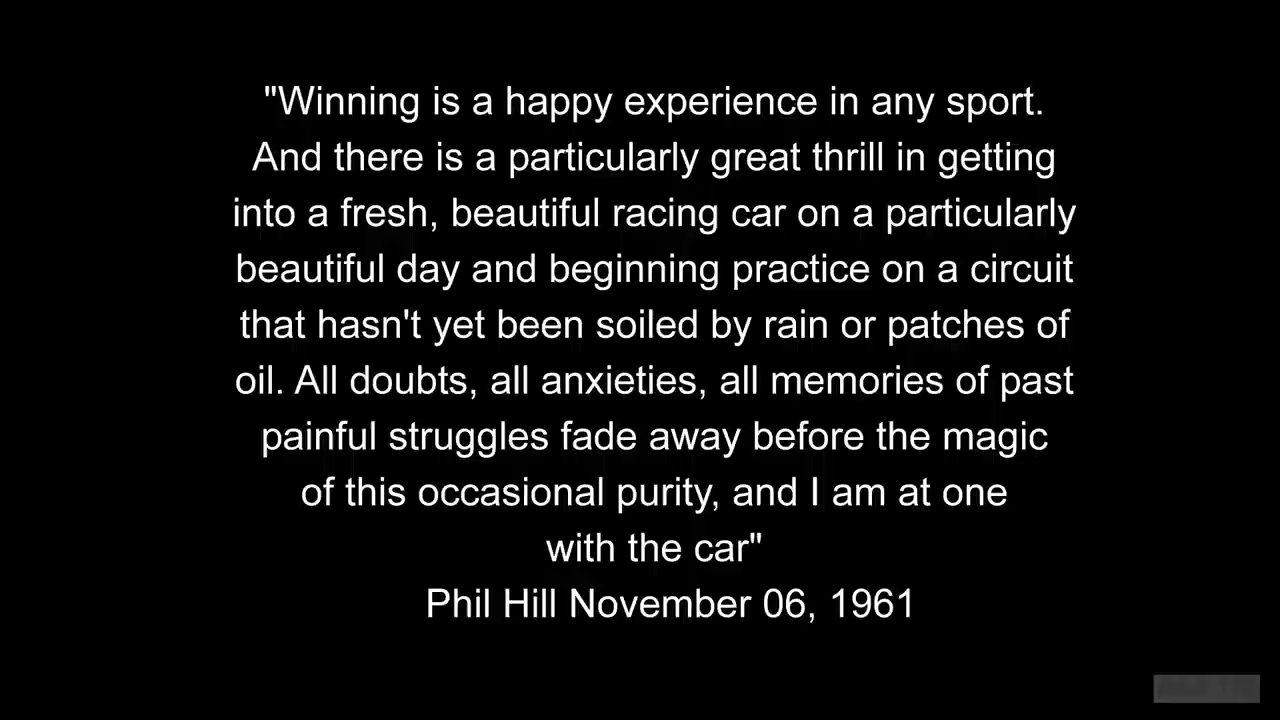 "Winning is a happy experience in any sport.
And there is a particularly great thrill in getting
into a fresh, beautiful racing car on a particularly
beautiful day and beginning practice on a circuit
that hasn't yet been soiled by rain or patches of
oil. All doubts, all anxieties, all memories of past
painful struggles fade away before the magic
of this occasional purity, and I am at one
with the car"
Phil Hill November 06, 1961